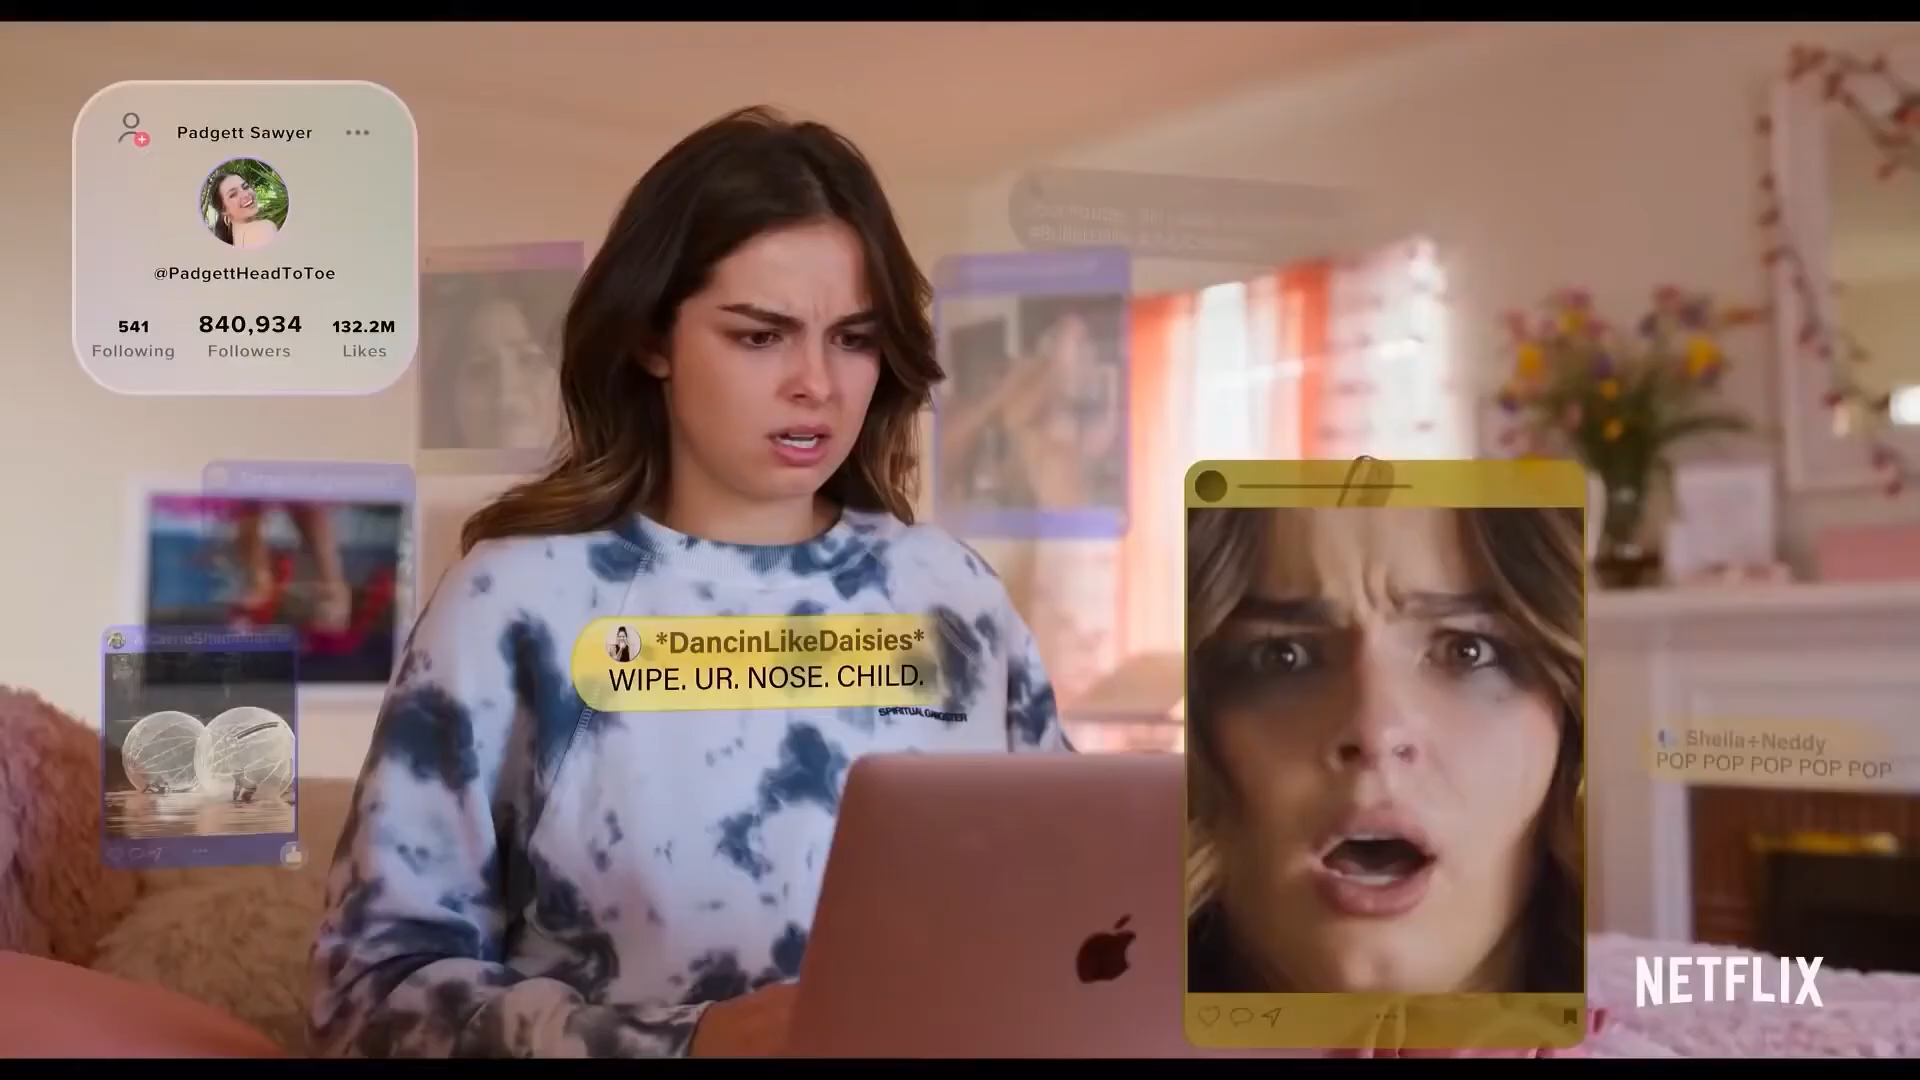 Padgett Sawyer
@PadgettHeadToToe
541 840,934 132.2M
Following Followers Likes
*DancinLikeDaisies*
WIPE. UR. NOSE. CHILD.
SPIRITUAL GANGSTER
Sheila+Neddy
POP POP POP POP POP
NETFLIX